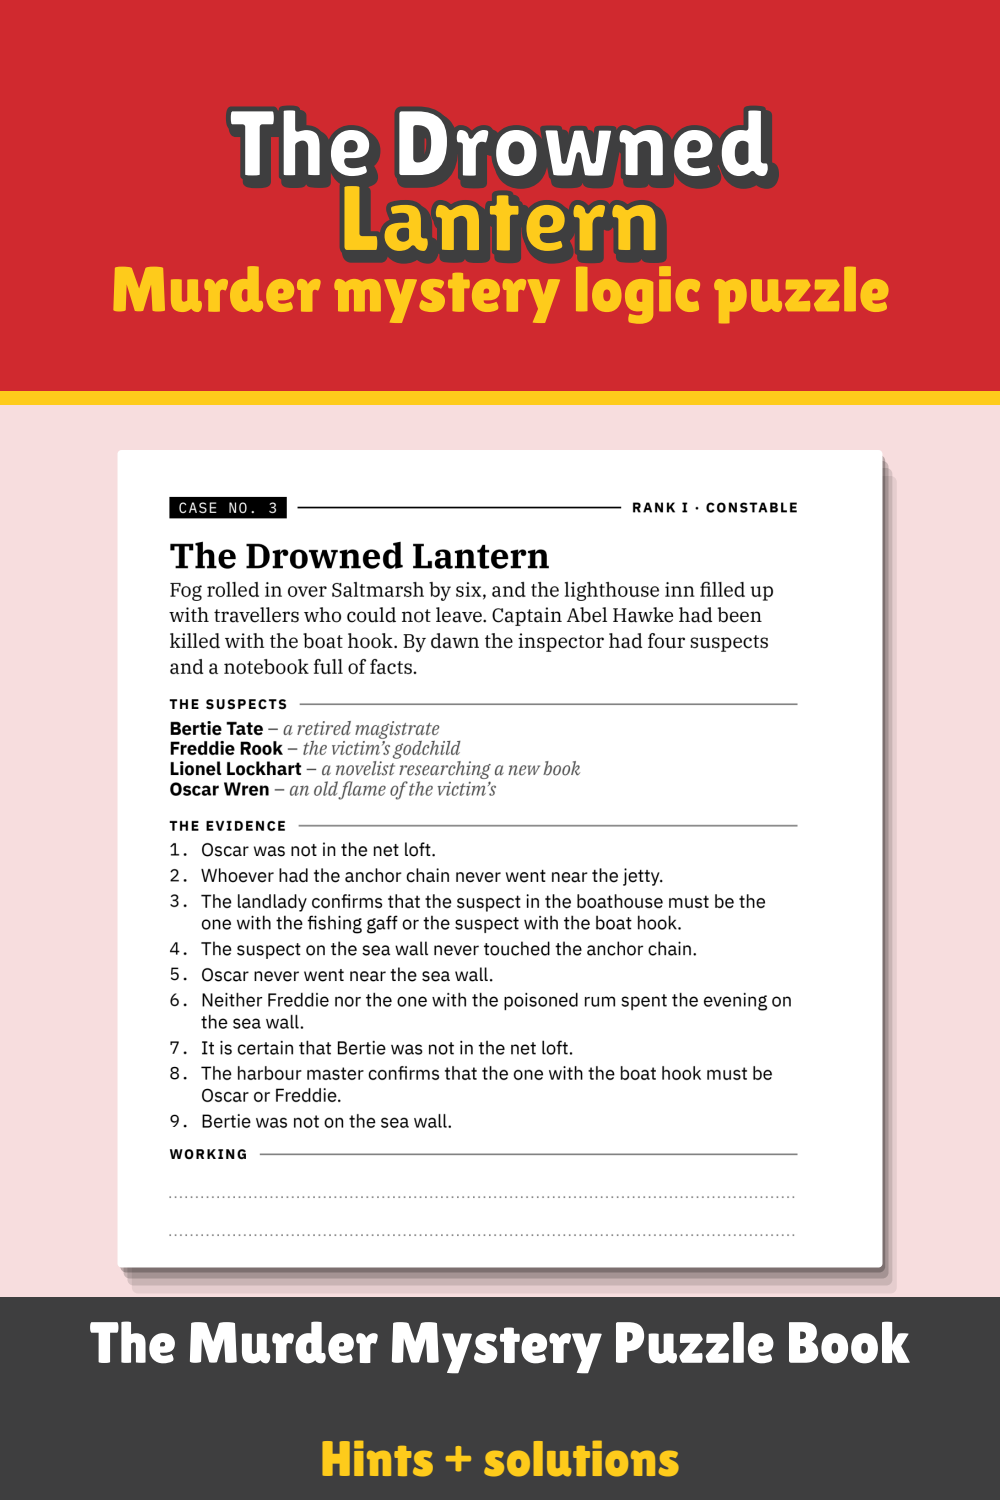 The Drowned
Lantern
Murder mystery logic puzzle
CASE NO. 3
RANK I · CONSTABLE
The Drowned Lantern
Fog rolled in over Saltmarsh by six, and the lighthouse inn filled up
with travellers who could not leave. Captain Abel Hawke had been
killed with the boat hook. By dawn the inspector had four suspects
and a notebook full of facts.
THE SUSPECTS
Bertie Tate – a retired magistrate
Freddie Rook – the victim’s godchild
Lionel Lockhart – a novelist researching a new book
Oscar Wren – an old flame of the victim’s
THE EVIDENCE
1. Oscar was not in the net loft.
2. Whoever had the anchor chain never went near the jetty.
3. The landlady confirms that the suspect in the boathouse must be the
one with the fishing gaff or the suspect with the boat hook.
4. The suspect on the sea wall never touched the anchor chain.
5. Oscar never went near the sea wall.
6. Neither Freddie nor the one with the poisoned rum spent the evening on
the sea wall.
7. It is certain that Bertie was not in the net loft.
8. The harbour master confirms that the one with the boat hook must be
Oscar or Freddie.
9. Bertie was not on the sea wall.
WORKING
The Murder Mystery Puzzle Book
Hints + solutions